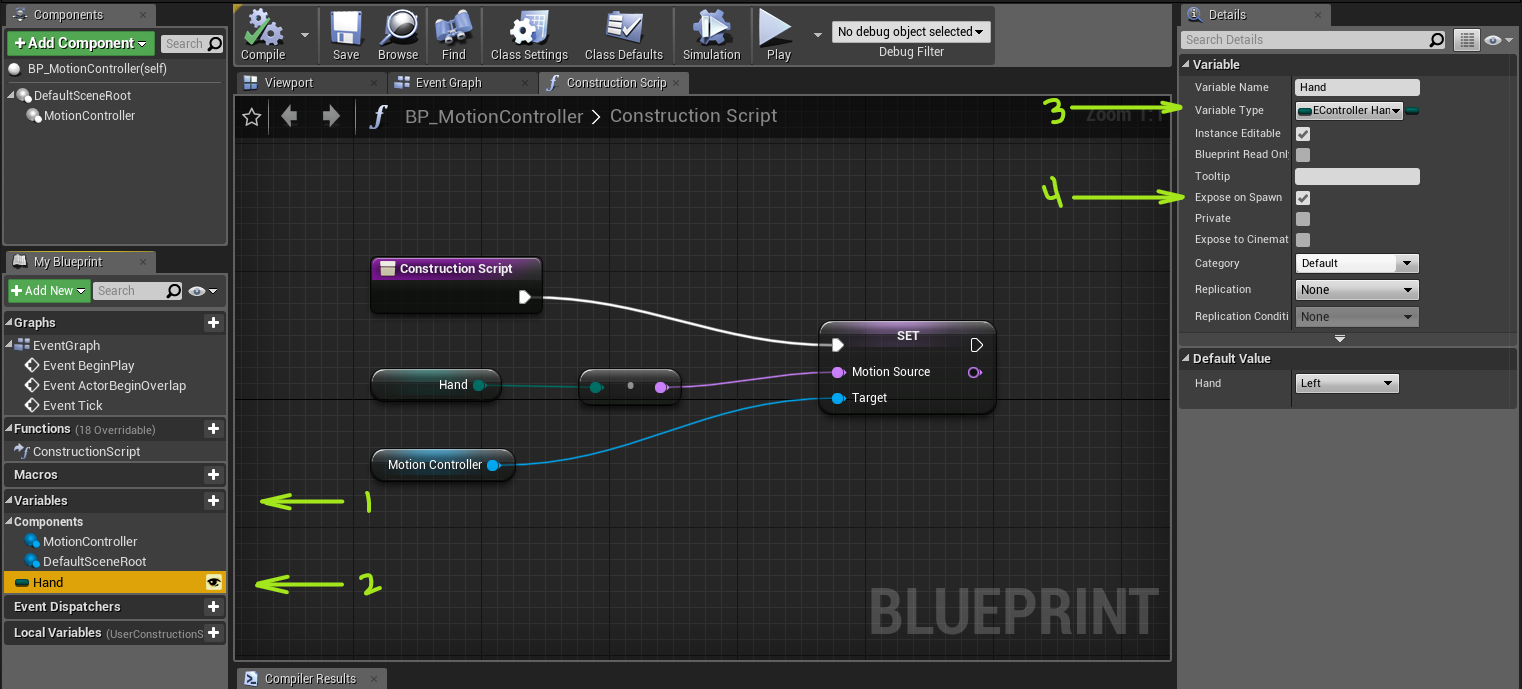 Components
+ Add Component
Search
BP_MotionController(self)
DefaultSceneRoot
MotionController
My Blueprint
+ Add New
Search
Graphs
EventGraph
Event BeginPlay
Event ActorBeginOverlap
Event Tick
Functions (18 Overridable)
ConstructionScript
Macros
Variables
Components
MotionController
DefaultSceneRoot
Hand
Event Dispatchers
Local Variables (UserConstructionS
Compile
Save
Browse
Find
Class Settings
Class Defaults
Simulation
Play
No debug object selected
Debug Filter
Viewport
Event Graph
Construction Scrip
f BP_MotionController > Construction Script
Zoom 1:1
Construction Script
SET
Motion Source
Target
Hand
Motion Controller
1
2
3
4
BLUEPRINT
Compiler Results
Details
Search Details
Variable
Variable Name Hand
Variable Type EController Han
Instance Editable
Blueprint Read Onl
Tooltip
Expose on Spawn
Private
Expose to Cinemat
Category Default
Replication None
Replication Conditi None
Default Value
Hand Left